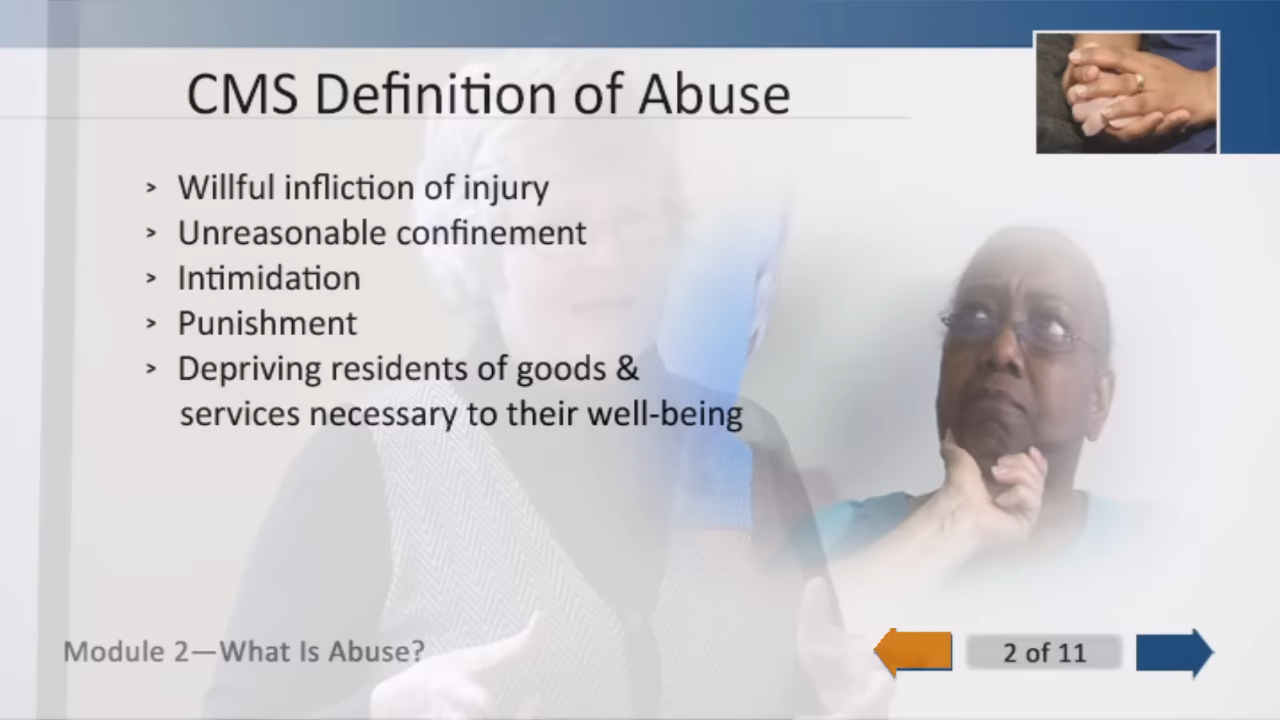 CMS Definition of Abuse
> Willful infliction of injury
> Unreasonable confinement
> Intimidation
> Punishment
> Depriving residents of goods &
services necessary to their well-being
Module 2—What Is Abuse?
2 of 11